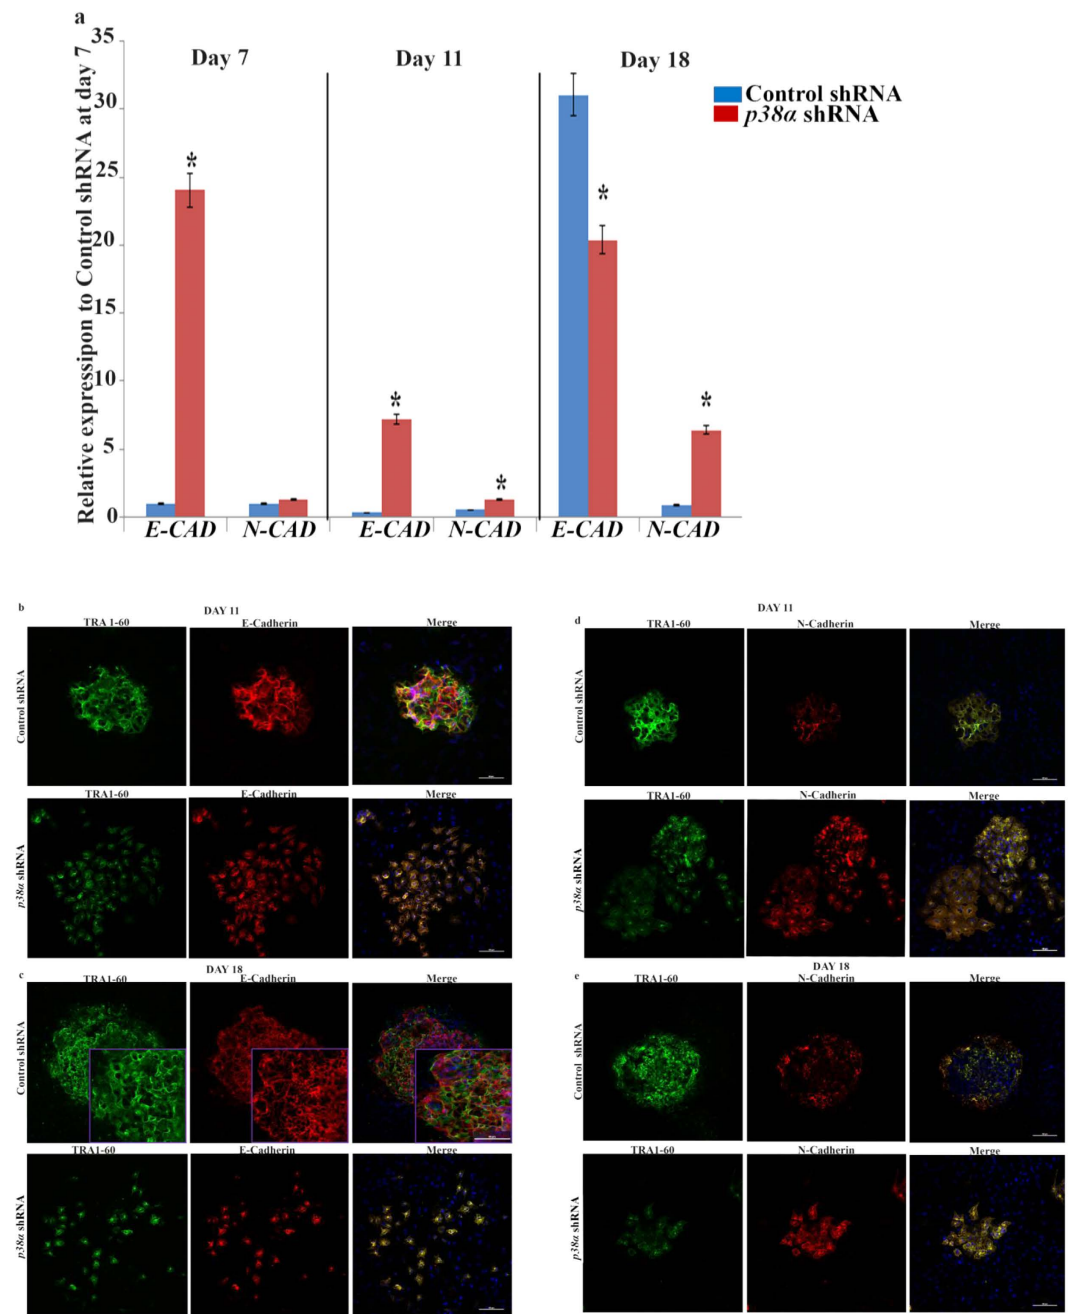 a
Relative expressipon to Control shRNA at day 7
35
30
25
20
15
10
5
0
Day 7
Day 11
Day 18
Control shRNA
p38α shRNA
*
*
*
*
*
E-CAD
N-CAD
E-CAD
N-CAD
E-CAD
N-CAD
b
DAY 11
TRA 1-60
E-Cadherin
Merge
Control shRNA
TRA1-60
E-Cadherin
Merge
p38α shRNA
c
DAY 18
TRA1-60
E-Cadherin
Merge
Control shRNA
TRA1-60
E-Cadherin
Merge
p38α shRNA
d
DAY 11
TRA1-60
N-Cadherin
Merge
Control shRNA
TRA1-60
N-Cadherin
Merge
p38α shRNA
e
DAY 18
TRA1-60
N-Cadherin
Merge
Control shRNA
TRA1-60
N-Cadherin
Merge
p38α shRNA